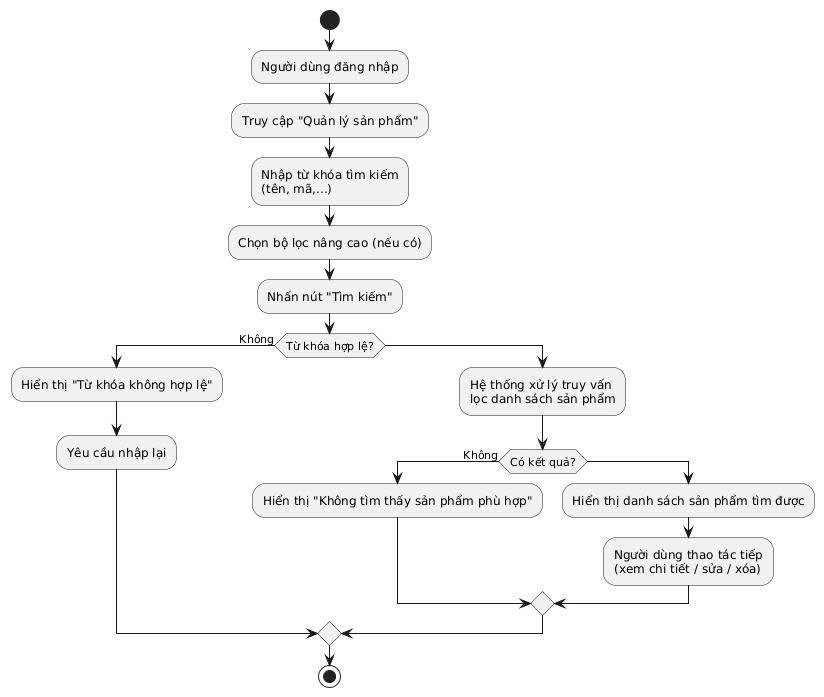 Người dùng đăng nhập
Truy cập "Quản lý sản phẩm"
Nhập từ khóa tìm kiếm
(tên, mã,...)
Chọn bộ lọc nâng cao (nếu có)
Nhấn nút "Tìm kiếm"
Từ khóa hợp lệ?
Không
Hiển thị "Từ khóa không hợp lệ"
Yêu cầu nhập lại
Hệ thống xử lý truy vấn
lọc danh sách sản phẩm
Có kết quả?
Không
Hiển thị "Không tìm thấy sản phẩm phù hợp"
Hiển thị danh sách sản phẩm tìm được
Người dùng thao tác tiếp
(xem chi tiết / sửa / xóa)